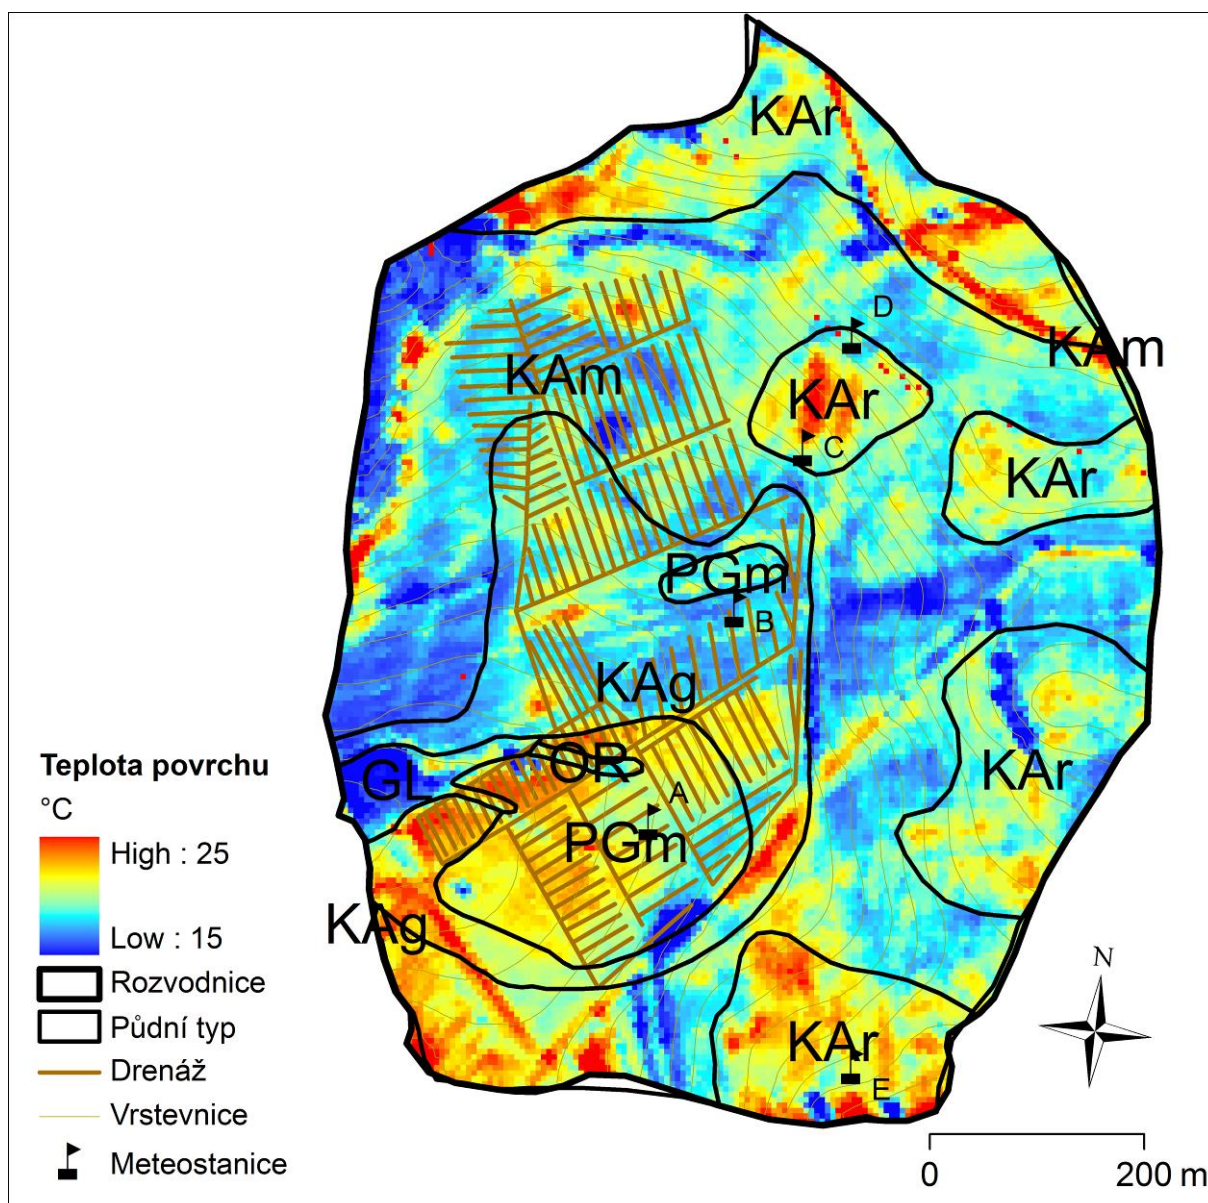 KAr
D
KAm
KAm
KAr
C
KAr
PGm
B
KAg
OR
GL
A
KAr
PGm
KAg
N
KAr
E
Teplota povrchu
°C
High : 25
Low : 15
Rozvodnice
Půdní typ
Drenáž
Vrstevnice
Meteostanice
0 200 m